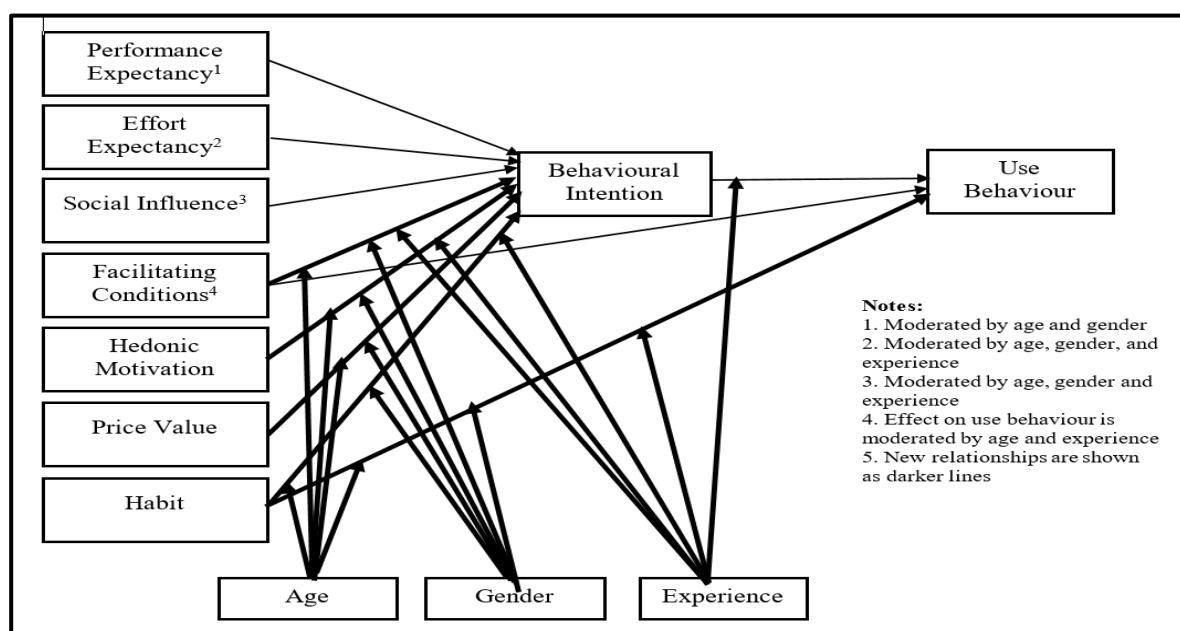 Performance
Expectancy¹
Effort
Expectancy²
Social Influence³
Facilitating
Conditions⁴
Hedonic
Motivation
Price Value
Habit
Behavioural
Intention
Use
Behaviour
Notes:
1. Moderated by age and gender
2. Moderated by age, gender, and
experience
3. Moderated by age, gender and
experience
4. Effect on use behaviour is
moderated by age and experience
5. New relationships are shown
as darker lines
Age
Gender
Experience